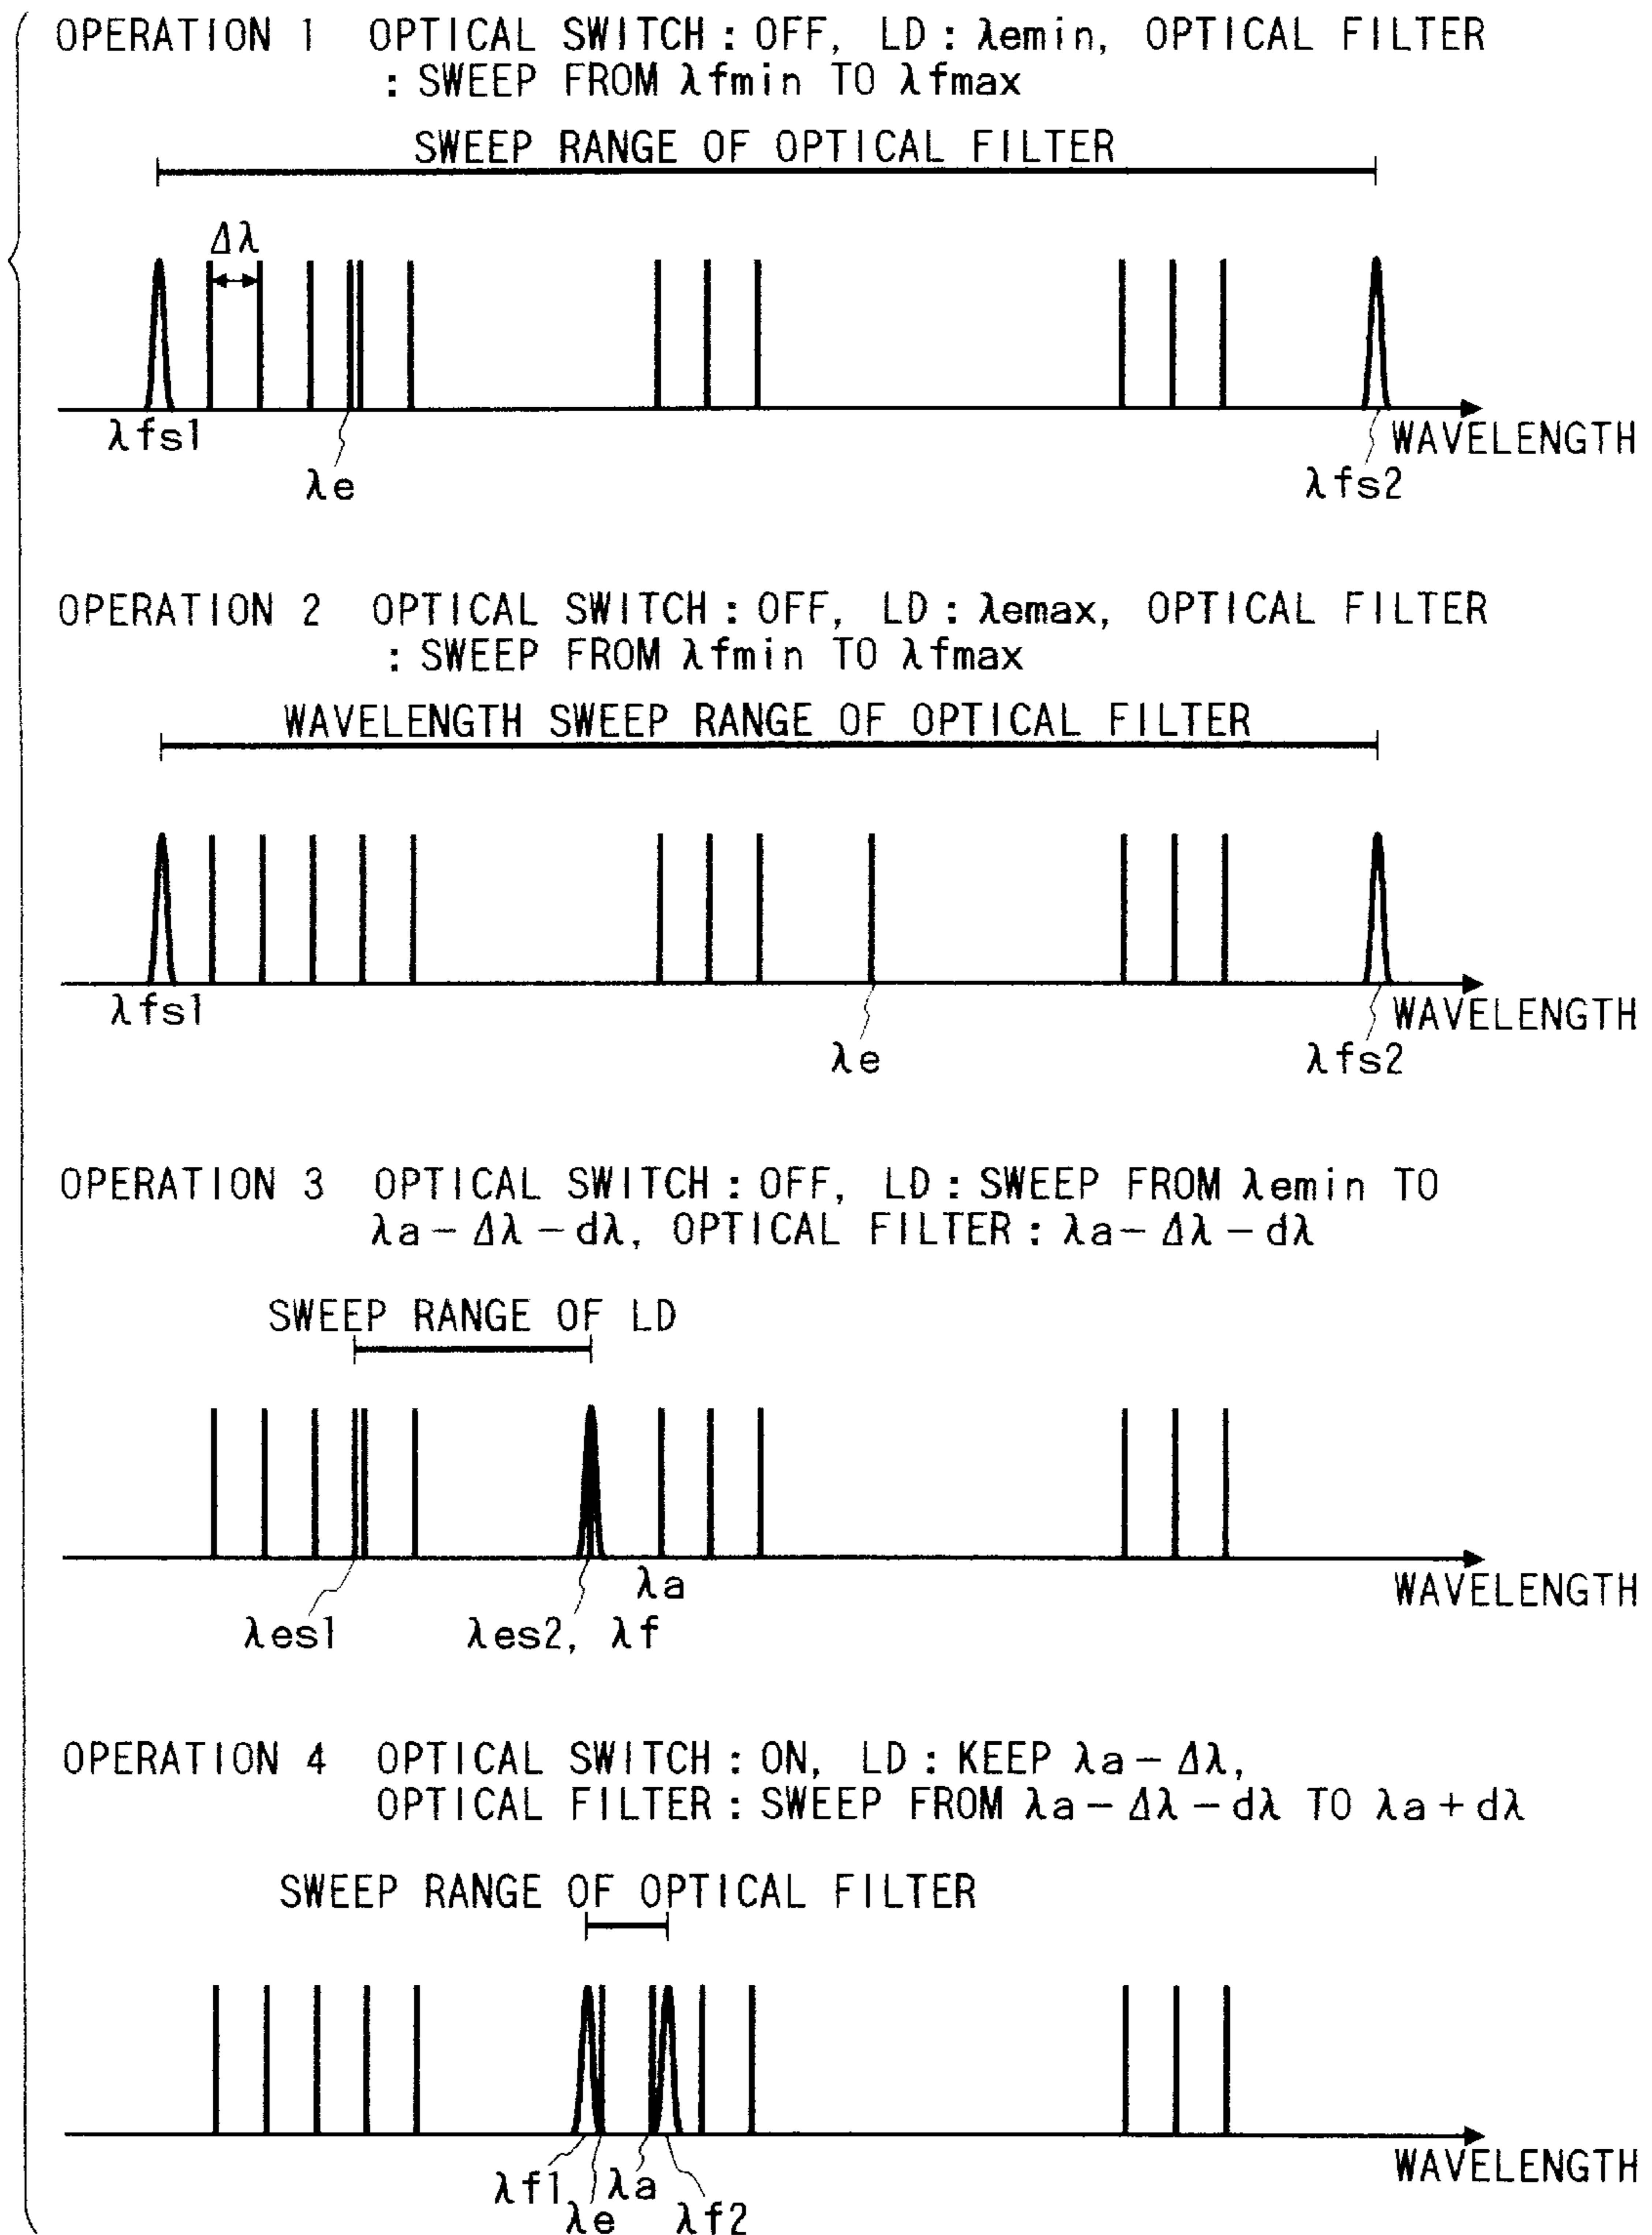 OPERATION 1 OPTICAL SWITCH : OFF, LD : λemin, OPTICAL FILTER
: SWEEP FROM λfmin TO λfmax
SWEEP RANGE OF OPTICAL FILTER
Δλ
λfs1
WAVELENGTH
λe
λfs2
OPERATION 2 OPTICAL SWITCH : OFF, LD : λemax, OPTICAL FILTER
: SWEEP FROM λfmin TO λfmax
WAVELENGTH SWEEP RANGE OF OPTICAL FILTER
λfs1
WAVELENGTH
λe
λfs2
OPERATION 3 OPTICAL SWITCH : OFF, LD : SWEEP FROM λemin TO
λa − Δλ − dλ, OPTICAL FILTER : λa − Δλ − dλ
SWEEP RANGE OF LD
λa
WAVELENGTH
λes1
λes2, λf
OPERATION 4 OPTICAL SWITCH : ON, LD : KEEP λa − Δλ,
OPTICAL FILTER : SWEEP FROM λa − Δλ − dλ TO λa + dλ
SWEEP RANGE OF OPTICAL FILTER
WAVELENGTH
λf1
λa
λe
λf2